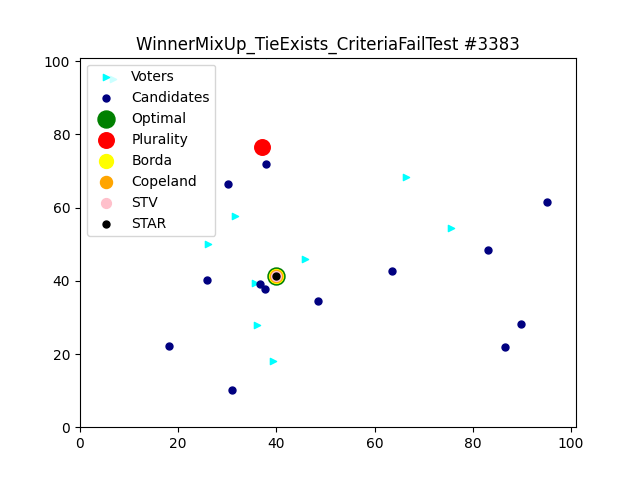 WinnerMixUp_TieExists_CriteriaFailTest #3383
100
80
60
40
20
0
Voters
Candidates
Optimal
Plurality
Borda
Copeland
STV
STAR
0 20 40 60 80 100